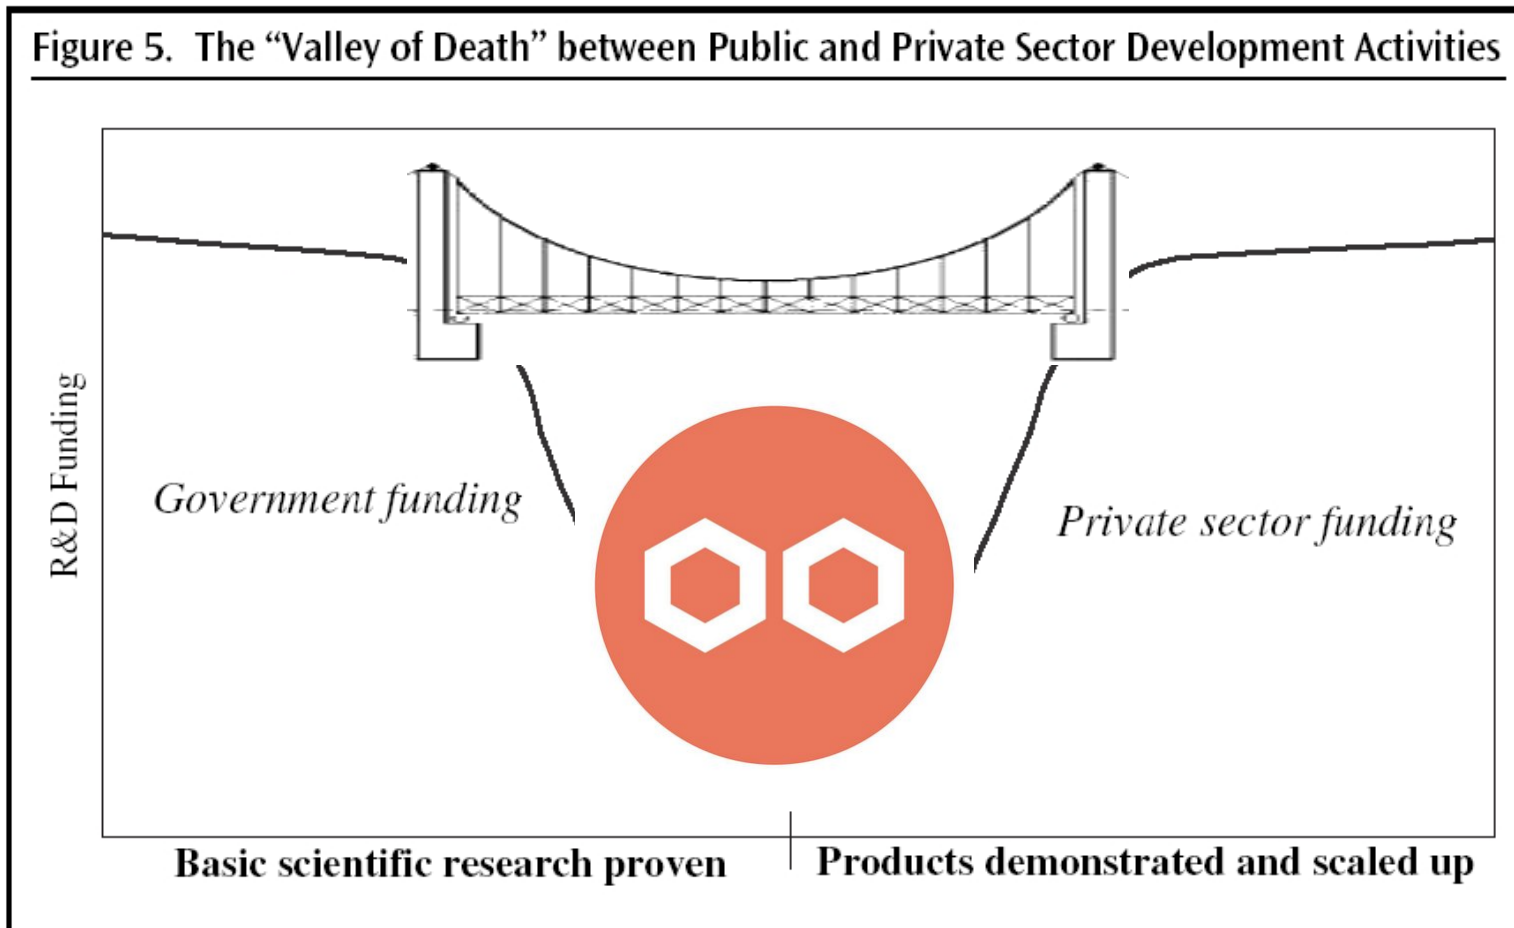 Figure 5. The “Valley of Death” between Public and Private Sector Development Activities
R&D Funding
Government funding
Private sector funding
Basic scientific research proven
Products demonstrated and scaled up